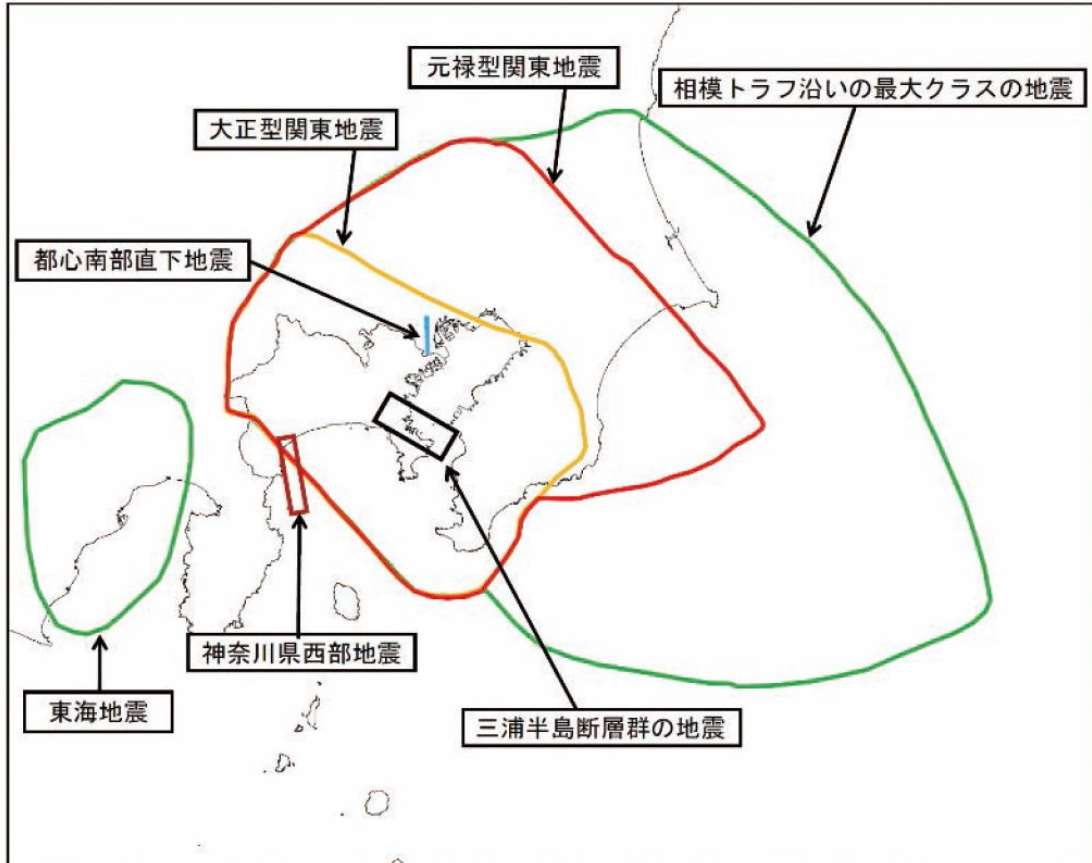 元禄型関東地震
相模トラフ沿いの最大クラスの地震
大正型関東地震
都心南部直下地震
神奈川県西部地震
東海地震
三浦半島断層群の地震